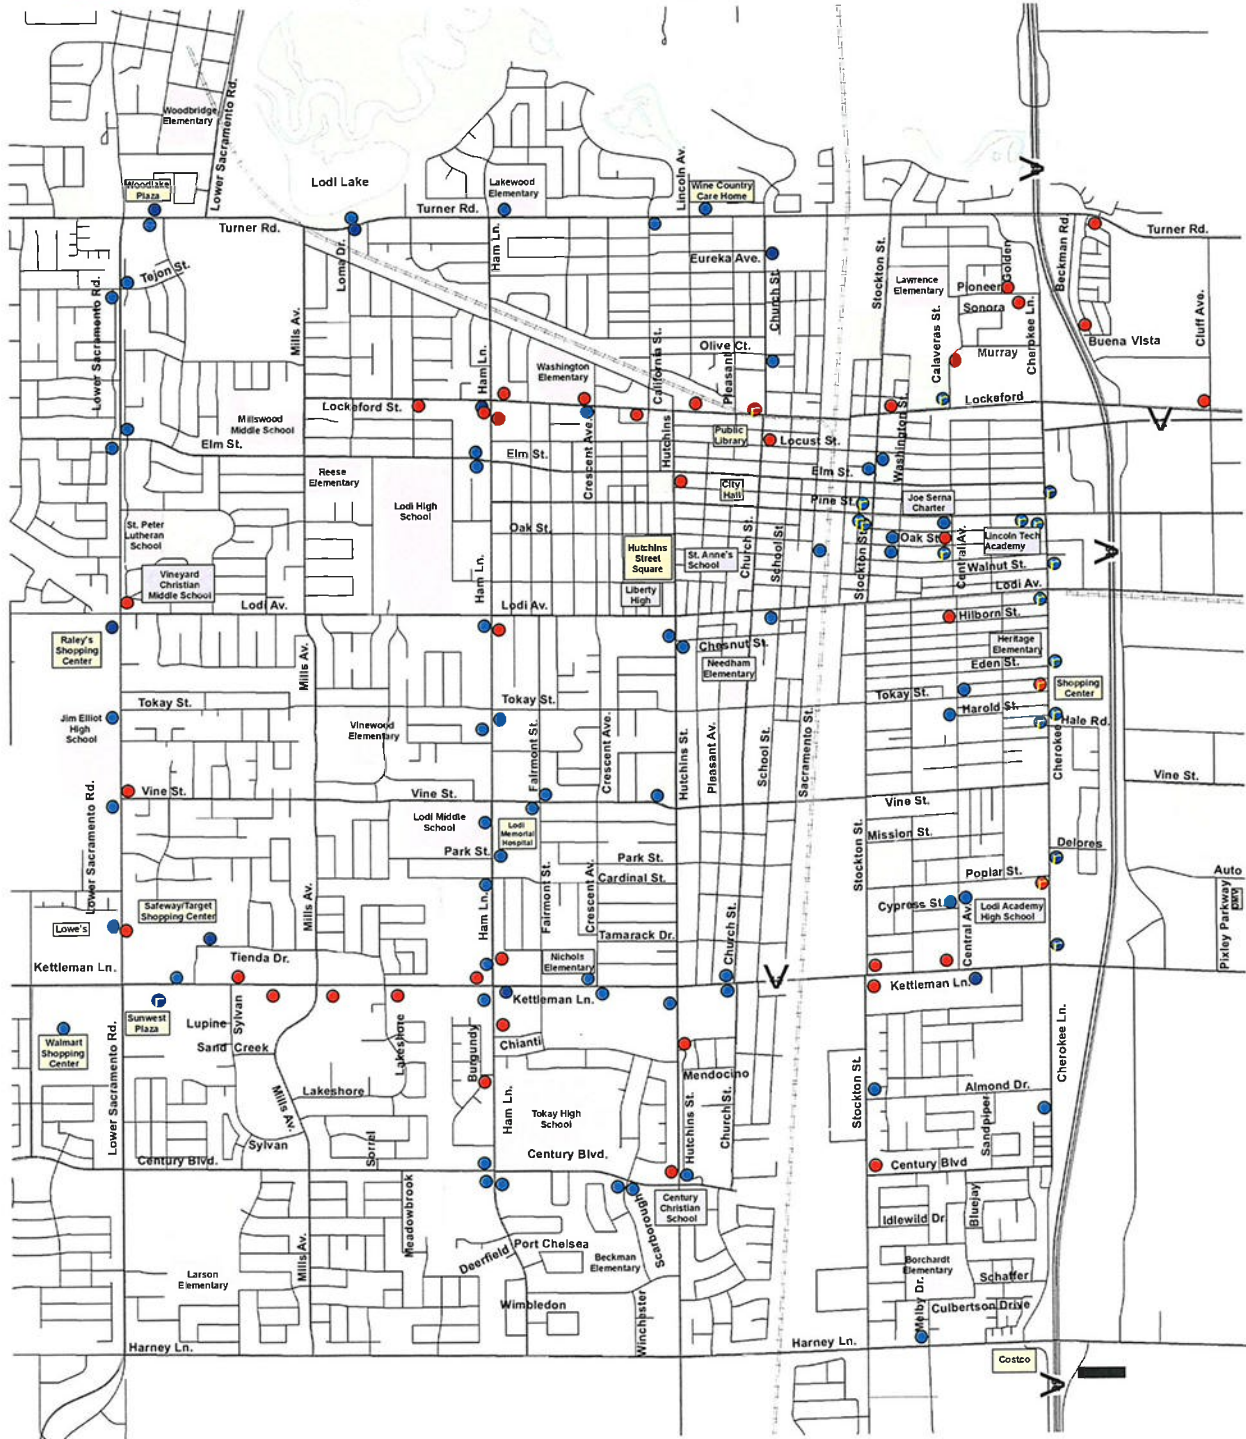 Woodbridge
Elementary
Lower Sacramento Rd.
Woodlake
Plaza
Lodi Lake
Lakewood
Elementary
Lincoln Av.
Wine Country
Care Home
Turner Rd.
Turner Rd.
Turner Rd.
Tejon St.
Loma Dr.
Ham Ln.
Eureka Ave.
Church St.
Stockton St.
Lawrence
Elementary
Golden
Pioneer
Sonora
Beckman Rd.
Cluff Ave.
Lower Sacramento Rd.
Mills Av.
Ham Ln.
Washington
Elementary
California St.
Olive Ct.
Pleasant
Calaveras St.
Murray
Cherokee Ln.
Buena Vista
Lockeford St.
Lockeford
Millswood
Middle School
Elm St.
Elm St.
Crescent Ave.
Hutchins
Public
Library
Locust St.
Washington St.
Elm St.
Reese
Elementary
Lodi High
School
City
Hall
Pine St.
Joe Serna
Charter
St. Peter
Lutheran
School
Oak St.
Oak St.
Hutchins
Street
Square
St. Anne's
School
Church St.
School St
Stockton St.
Central Av.
Lincoln Tech
Academy
Walnut St.
Vineyard
Christian
Middle School
Ham Ln.
Liberty
High
Lodi Av.
Lodi Av.
Lodi Av.
Hilborn St.
Raley's
Shopping
Center
Mills Av.
Chesnut St.
Needham
Elementary
Heritage
Elementary
Eden St.
Shopping
Center
Tokay St.
Tokay St.
Tokay St.
Harold St.
Hale Rd.
Jim Elliot
High
School
Vinewood
Elementary
Fairmont St.
Crescent Ave.
Hutchins St.
Pleasant Av.
School St.
Sacramento St.
Cherokee
Vine St.
Lower Sacramento Rd.
Vine St.
Vine St.
Vine St.
Lodi Middle
School
Lodi
Memorial
Hospital
Mission St.
Stockton St.
Delores
Park St.
Park St.
Cardinal St.
Poplar St.
Auto
Safeway/Target
Shopping Center
Mills Av.
Ham Ln.
Fairmont St.
Crescent Av.
Church St.
Cypress St.
Central Av.
Lodi Academy
High School
Pixley Parkway
DMV
Lowe's
Tamarack Dr.
Kettleman Ln.
Tienda Dr.
Nichols
Elementary
Kettleman Ln.
Kettleman Ln.
Sunwest
Plaza
Lupine
Sylvan
Sand Creek
Lakeshore
Burgundy
Chianti
Walmart
Shopping
Center
Cherokee Ln.
Lower Sacramento Rd.
Mills Av.
Lakeshore
Ham Ln.
Tokay High
School
Mendocino
Hutchins St.
Church St.
Stockton St.
Almond Dr.
Sandpiper
Sylvan
Sorrel
Century Blvd.
Century Blvd.
Century Blvd
Meadowbrook
Century
Christian
School
Scarborough
Bluejay
Idlewild Dr.
Port Chelsea
Deerfield
Beckman
Elementary
Mills Av.
Larson
Elementary
Borchardt
Elementary
Schaffer
Melby Dr.
Culbertson Drive
Wimbledon
Winchester
Harney Ln.
Harney Ln.
Costco